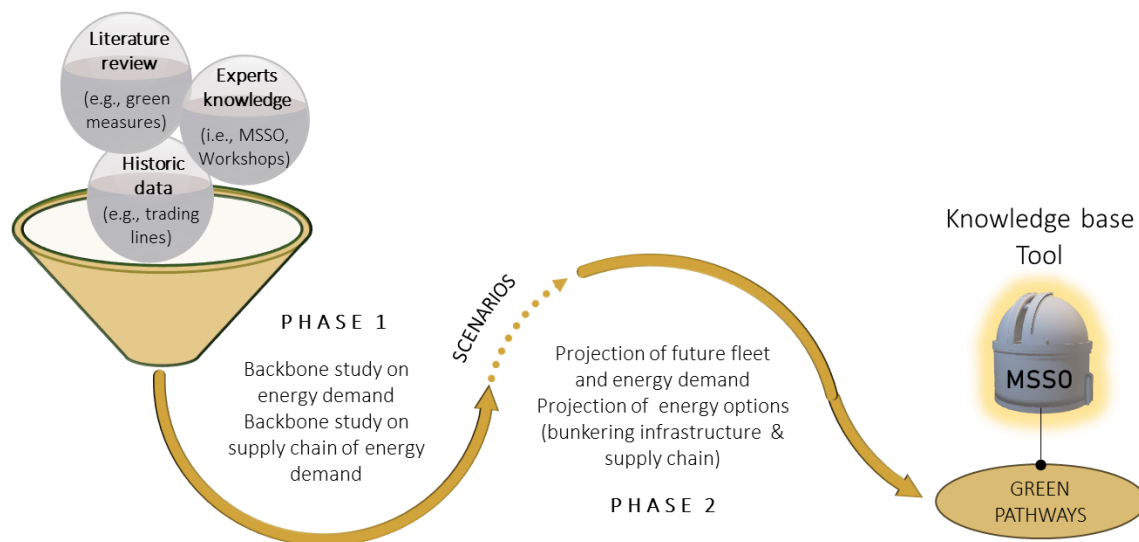 Literature
review
(e.g., green
measures)
Experts
knowledge
(i.e., MSSO,
Workshops)
Historic
data
(e.g., trading
lines)
PHASE 1
Backbone study on
energy demand
Backbone study on
supply chain of energy
demand
SCENARIOS
Projection of future fleet
and energy demand
Projection of energy options
(bunkering infrastructure &
supply chain)
PHASE 2
Knowledge base
Tool
MSSO
GREEN
PATHWAYS